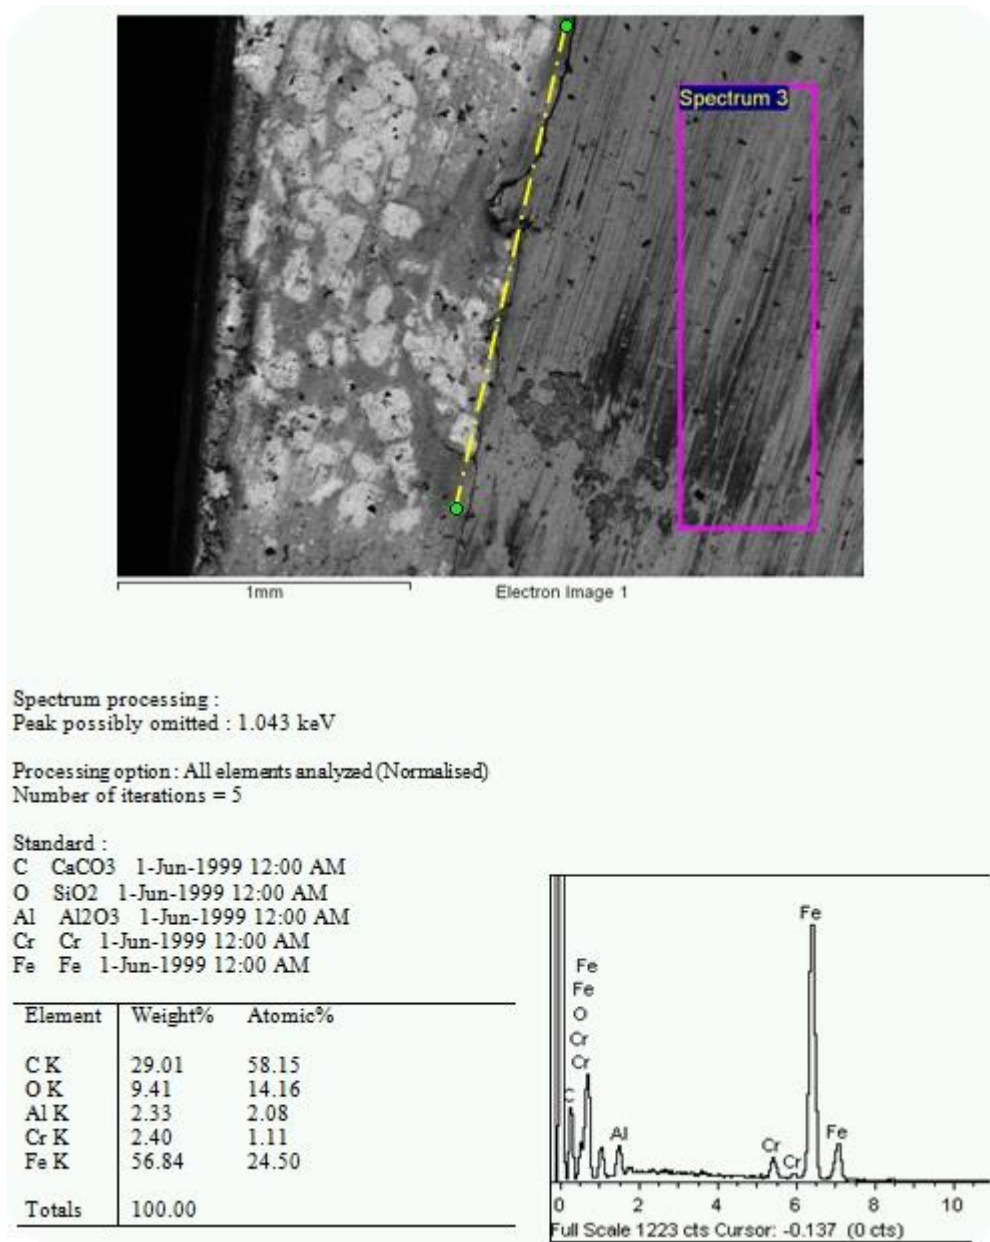 Spectrum 3
1mm
Electron Image 1
Spectrum processing :
Peak possibly omitted : 1.043 keV
Processing option : All elements analyzed (Normalised)
Number of iterations = 5
Standard :
C CaCO3 1-Jun-1999 12:00 AM
O SiO2 1-Jun-1999 12:00 AM
Al Al2O3 1-Jun-1999 12:00 AM
Cr Cr 1-Jun-1999 12:00 AM
Fe Fe 1-Jun-1999 12:00 AM
Element Weight% Atomic%
C K 29.01 58.15
O K 9.41 14.16
Al K 2.33 2.08
Cr K 2.40 1.11
Fe K 56.84 24.50
Totals 100.00
Fe
Fe
Fe
O
Cr
Cr
C
Al
Cr
Cr
Fe
0 2 4 6 8 10
Full Scale 1223 cts Cursor: -0.137 (0 cts)